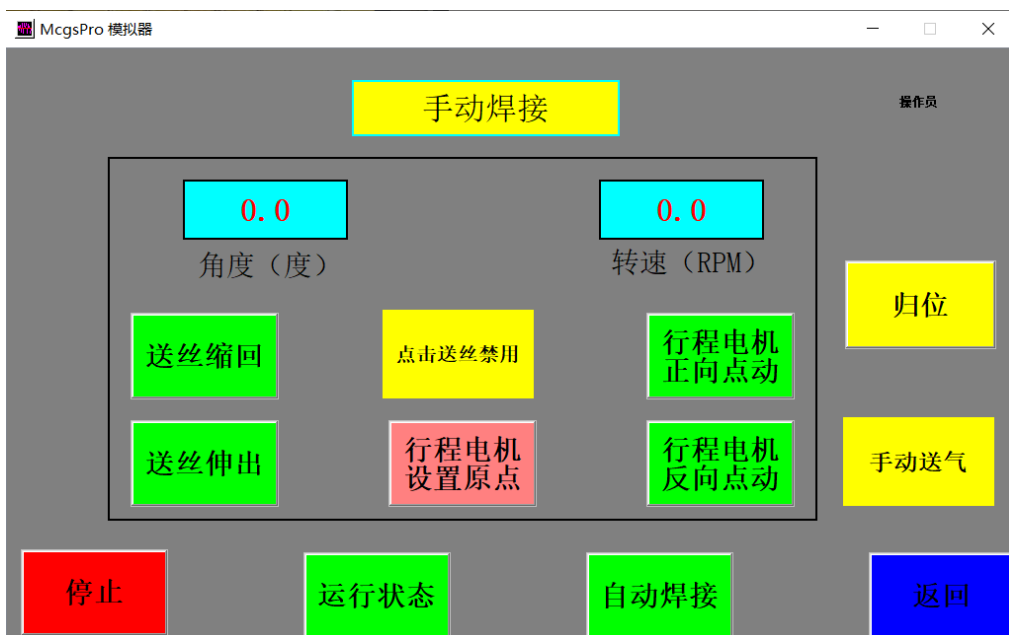 McgsPro 模拟器
手动焊接
操作员
0.0
0.0
角度（度）
转速（RPM）
归位
送丝缩回
点击送丝禁用
行程电机
正向点动
送丝伸出
行程电机
设置原点
行程电机
反向点动
手动送气
停止
运行状态
自动焊接
返回